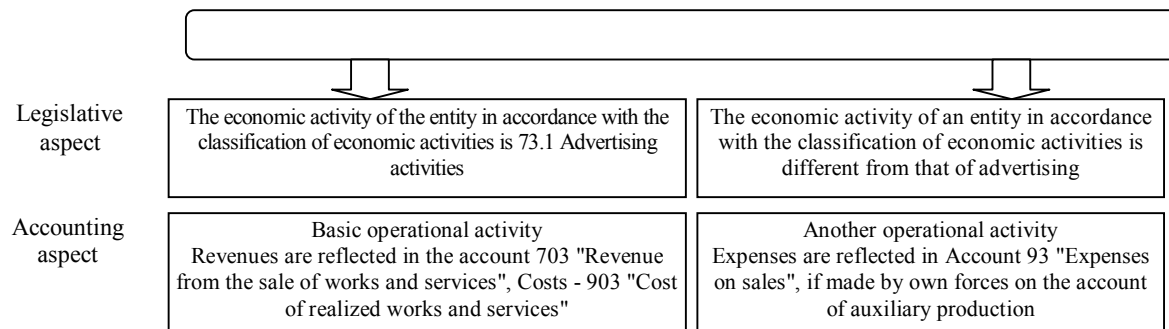 Legislative
aspect
The economic activity of the entity in accordance with the
classification of economic activities is 73.1 Advertising
activities
The economic activity of an entity in accordance
with the classification of economic activities is
different from that of advertising
Accounting
aspect
Basic operational activity
Revenues are reflected in the account 703 "Revenue
from the sale of works and services", Costs - 903 "Cost
of realized works and services"
Another operational activity
Expenses are reflected in Account 93 "Expenses
on sales", if made by own forces on the account
of auxiliary production